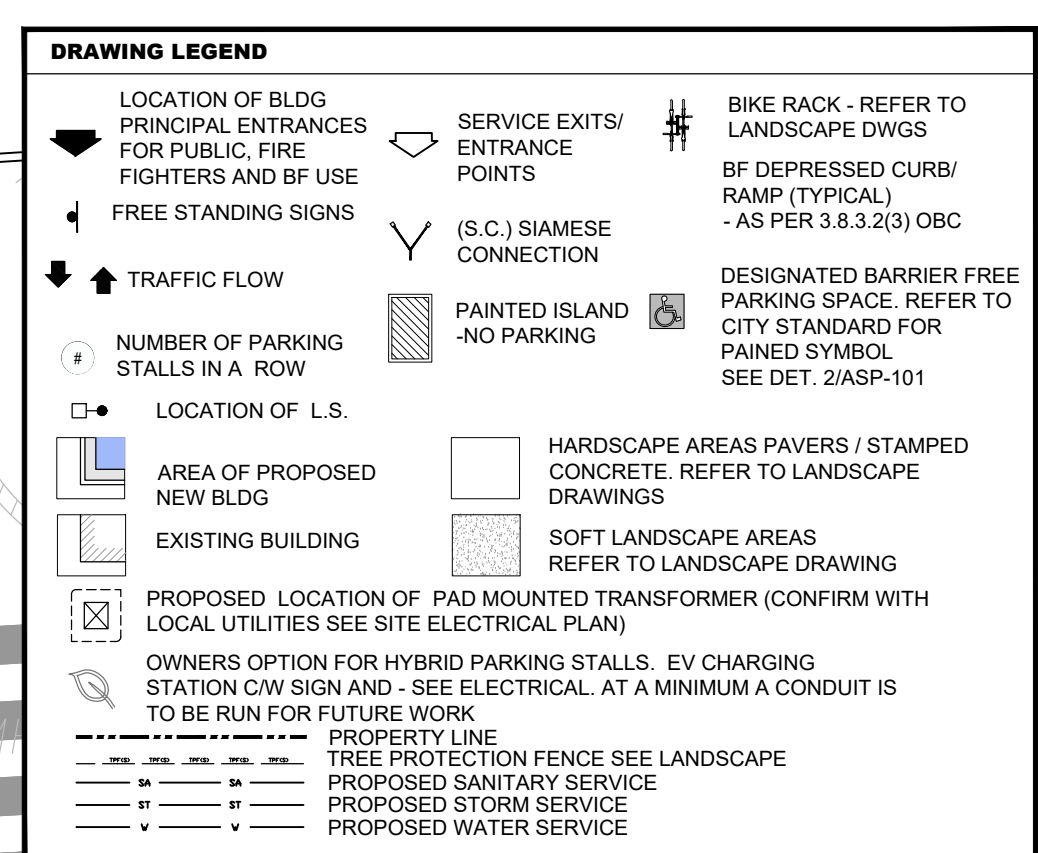 DRAWING LEGEND
LOCATION OF BLDG
PRINCIPAL ENTRANCES
FOR PUBLIC, FIRE
FIGHTERS AND BF USE
SERVICE EXITS/
ENTRANCE
POINTS
BIKE RACK - REFER TO
LANDSCAPE DWGS
BF DEPRESSED CURB/
RAMP (TYPICAL)
- AS PER 3.8.3.2(3) OBC
FREE STANDING SIGNS
(S.C.) SIAMESE
CONNECTION
TRAFFIC FLOW
PAINTED ISLAND
-NO PARKING
DESIGNATED BARRIER FREE
PARKING SPACE. REFER TO
CITY STANDARD FOR
PAINED SYMBOL
SEE DET. 2/ASP-101
#
NUMBER OF PARKING
STALLS IN A ROW
LOCATION OF L.S.
AREA OF PROPOSED
NEW BLDG
HARDSCAPE AREAS PAVERS / STAMPED
CONCRETE. REFER TO LANDSCAPE
DRAWINGS
EXISTING BUILDING
SOFT LANDSCAPE AREAS
REFER TO LANDSCAPE DRAWING
PROPOSED LOCATION OF PAD MOUNTED TRANSFORMER (CONFIRM WITH
LOCAL UTILITIES SEE SITE ELECTRICAL PLAN)
OWNERS OPTION FOR HYBRID PARKING STALLS. EV CHARGING
STATION C/W SIGN AND - SEE ELECTRICAL. AT A MINIMUM A CONDUIT IS
TO BE RUN FOR FUTURE WORK
PROPERTY LINE
TPF(S) TPF(S) TPF(S) TPF(S) TPF(S) TREE PROTECTION FENCE SEE LANDSCAPE
SA SA PROPOSED SANITARY SERVICE
ST ST PROPOSED STORM SERVICE
W W PROPOSED WATER SERVICE